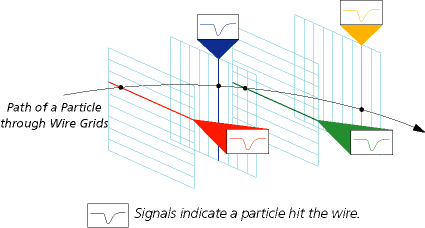 Path of a Particle
through Wire Grids
Signals indicate a particle hit the wire.